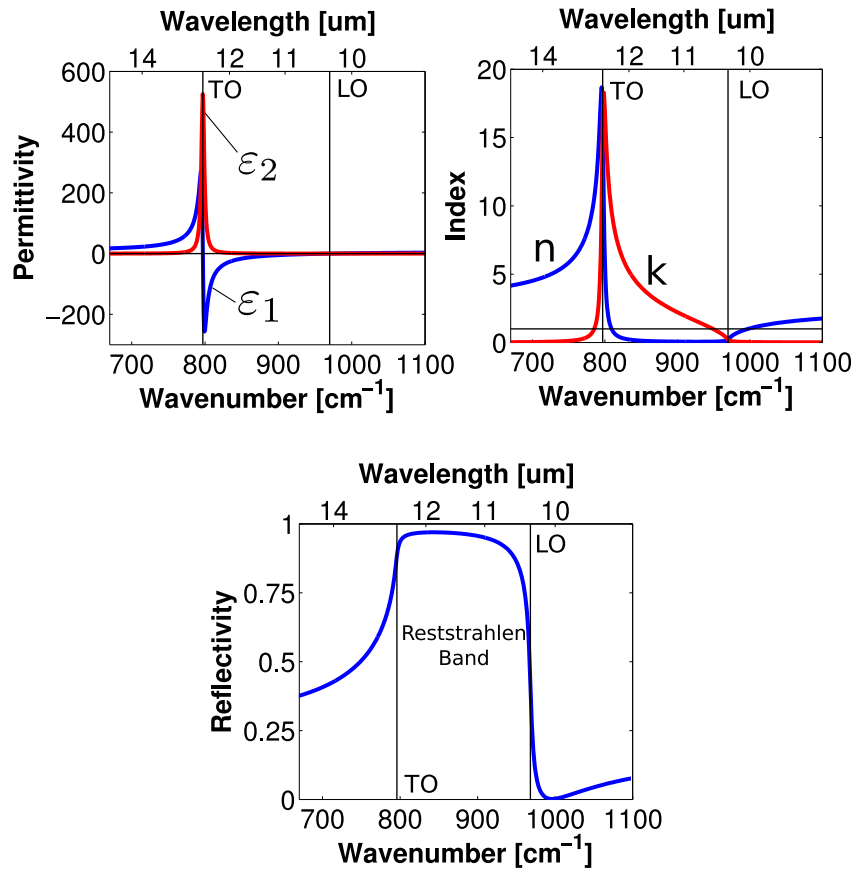 Wavelength [um]
14 12 11 10
600
400
200
0
−200
Permittivity
TO
LO
ε2
ε1
700 800 900 1000 1100
Wavenumber [cm−1]
Wavelength [um]
14 12 11 10
20
15
10
5
0
Index
TO
LO
n
k
700 800 900 1000 1100
Wavenumber [cm−1]
Wavelength [um]
14 12 11 10
1
0.75
0.5
0.25
0
Reflectivity
LO
Reststrahlen
Band
TO
700 800 900 1000 1100
Wavenumber [cm−1]